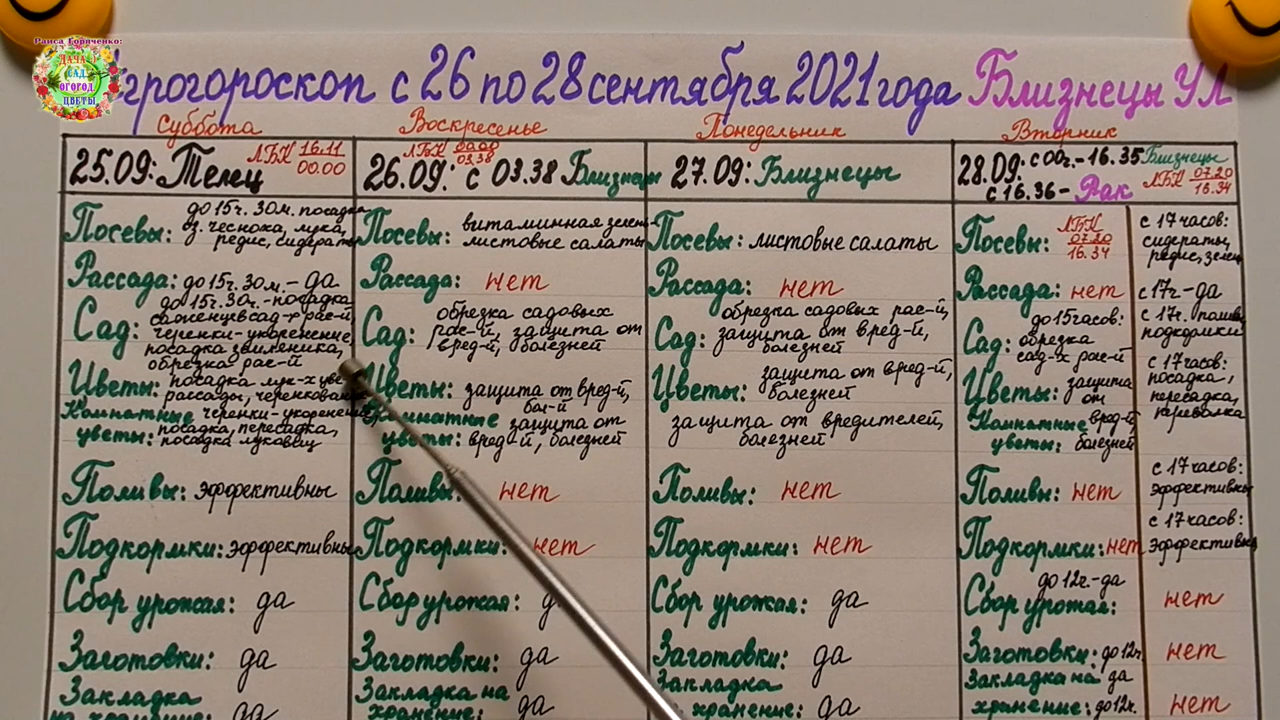 Раиса Горяченко:
ДАЧА
САД
ОГОРОД
ЦВЕТЫ
Агрогороскоп с 26 по 28 сентября 2021 года Близнецы УЛ
Суббота
25.09: Телец ЛБК 16.11
00.00
Посевы: до 15ч. 30м. посадка
оз. чеснока, лука,
редис, сидераты
Рассада: до 15ч. 30м. – да
Сад: до 15ч. 30ч. – посадка
черенки-укоренение,
посадка земляники,
обрезка рас-й
Цветы: посадка лук-х цве
рассады, черенкован
Комнатные цветы: черенки-укоренение,
посадка, пересадка,
посадка луковиц
Поливы: эффективны
Подкормки: эффективны
Сбор урожая: да
Заготовки: да
Закладка
на хранение: да
Воскресенье
ЛБК 00.00
03.38
26.09: с 03.38 Близнецы
Посевы: витаминная зелень
листовые салаты
Рассада: нет
Сад: обрезка садовых
рас-й, защита от
вред-й, болезней
Цветы: защита от вред-й,
бол-й
Комнатные защита от
цветы: вред-й, болезней
Поливы: нет
Подкормки: нет
Сбор урожая: да
Заготовки: да
Закладка на
хранение: да
Понедельник
27.09: Близнецы
Посевы: листовые салаты
Рассада: нет
Сад: обрезка садовых рас-й,
защита от вред-й,
болезней
Цветы: защита от вред-й,
болезней
защита от вредителей,
болезней
Поливы: нет
Подкормки: нет
Сбор урожая: да
Заготовки: да
Закладка
хранение: да
Вторник
28.09: с 00ч. – 16.35 Близнецы
с 16.36 – Рак ЛБК 07.20
16.34
Посевы: ЛБК
07.20
16.34
Рассада: нет
Сад: до 15 часов:
обрезка
сад-х рас-й
Цветы: защита
от
Комнатные вред-й
цветы: болезней
Поливы: нет
Подкормки: нет
до 12ч – да
Сбор урожая:
Заготовки: до 12ч.
Закладка на да
хранение: до 12ч.
с 17 часов:
сидераты,
редис, зелень
с 17ч – да
с 17ч. поливы
подкормки
с 17 часов:
посадка,
пересадка,
перевалка
с 17 часов:
эффективны
с 17 часов:
эффективны
нет
нет
нет